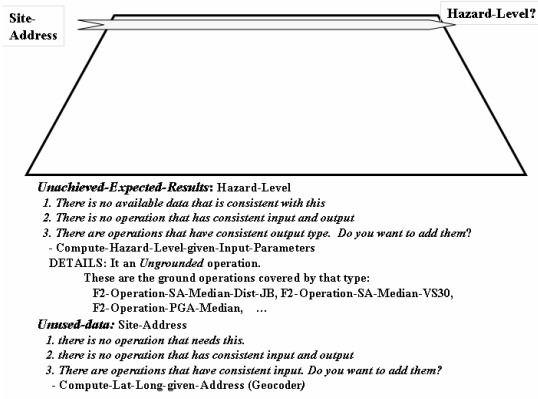 Site-
Address
Hazard-Level?
Unachieved-Expected-Results: Hazard-Level
1. There is no available data that is consistent with this
2. There is no operation that has consistent input and output
3. There are operations that have consistent output type.  Do you want to add them?
- Compute-Hazard-Level-given-Input-Parameters
DETAILS: It an Ungrounded operation.
These are the ground operations covered by that type:
F2-Operation-SA-Median-Dist-JB, F2-Operation-SA-Median-VS30,
F2-Operation-PGA-Median,   …
Unused-data: Site-Address
1. there is no operation that needs this.
2. there is no operation that has consistent input and output
3. There are operations that have consistent input. Do you want to add them?
- Compute-Lat-Long-given-Address (Geocoder)